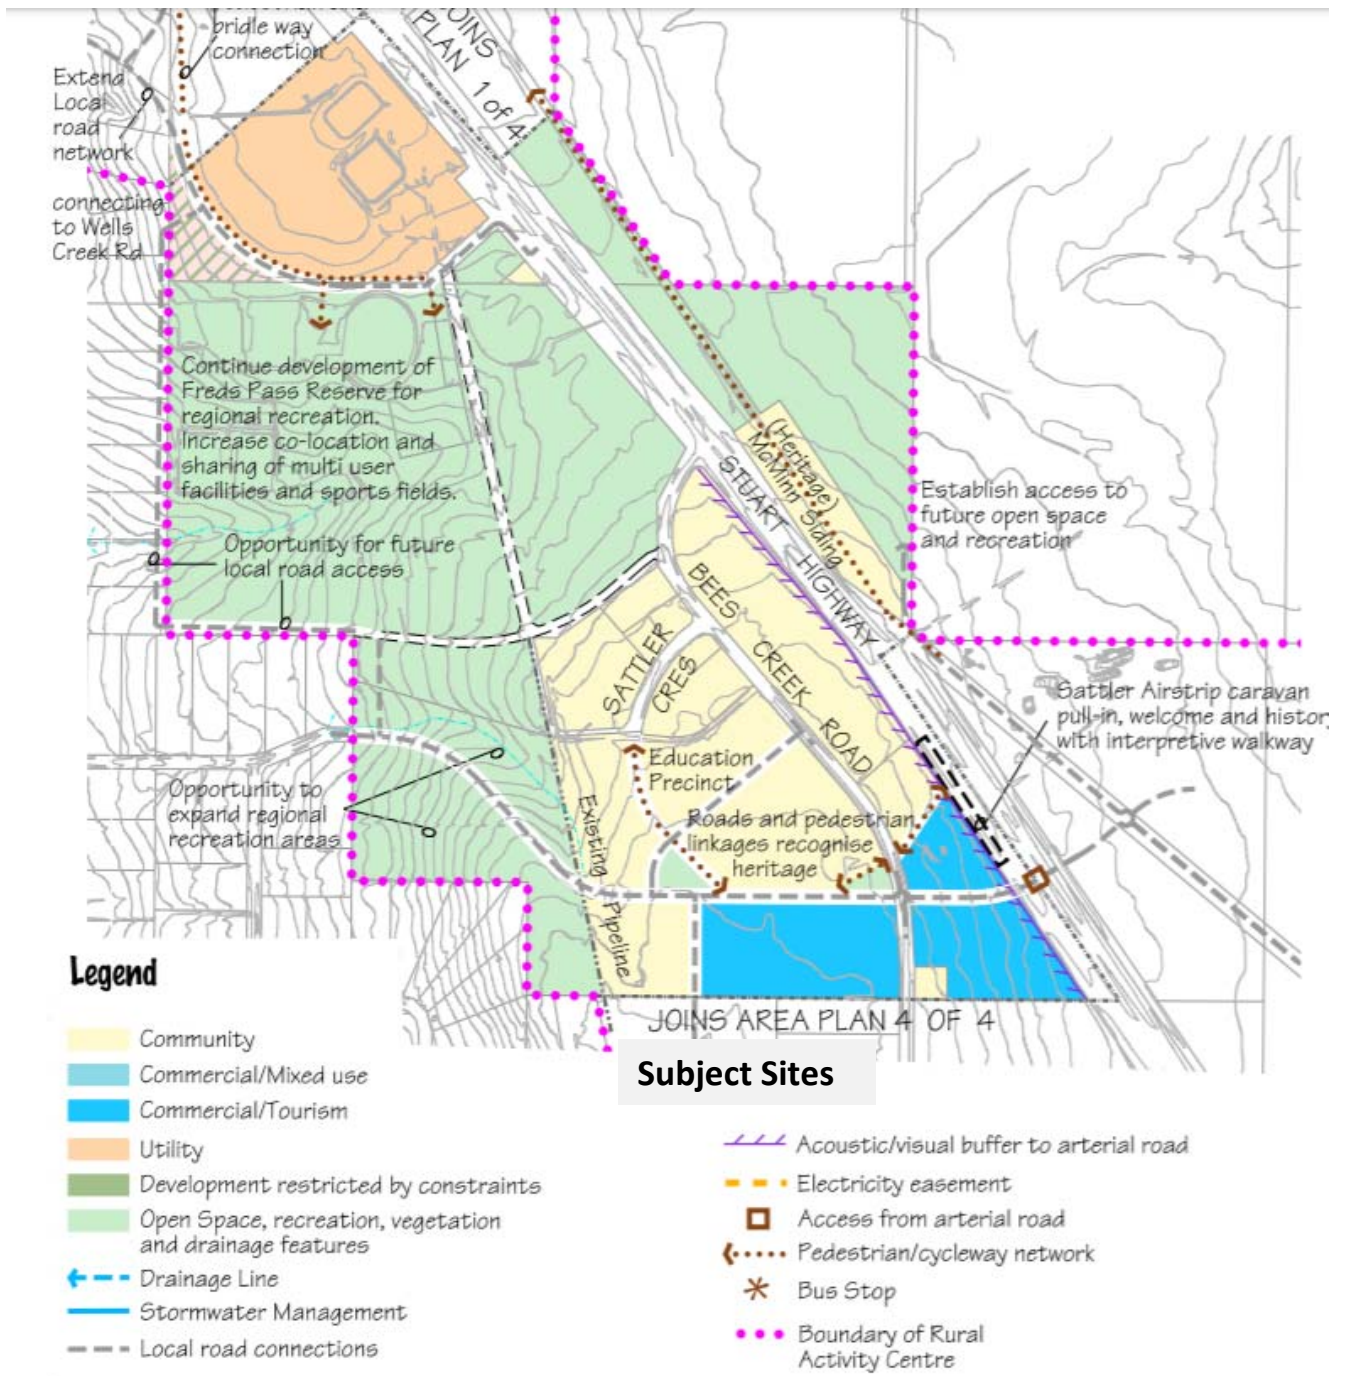 bridle way
connection
JOINS
PLAN 1 of 4
Extend
Local
road
network
connecting
to Wells
Creek Rd
Continue development of
Freds Pass Reserve for
regional recreation.
Increase co-location and
sharing of multi user
facilities and sports fields.
(Heritage)
McMinn Siding
STUART HIGHWAY
Establish access to
future open space
and recreation
Opportunity for future
local road access
BEES CREEK ROAD
SATTLER
CRES
Sattler Airstrip caravan
pull-in, welcome and histor
with interpretive walkway
Education
Precinct
Opportunity to
expand regional
recreation areas
Roads and pedestrian
linkages recognise
heritage
Existing Pipeline
JOINS AREA PLAN 4 OF 4
Subject Sites
Legend
Community
Commercial/Mixed use
Commercial/Tourism
Utility
Development restricted by constraints
Open Space, recreation, vegetation
and drainage features
Drainage Line
Stormwater Management
Local road connections
Acoustic/visual buffer to arterial road
Electricity easement
Access from arterial road
Pedestrian/cycleway network
Bus Stop
Boundary of Rural
Activity Centre